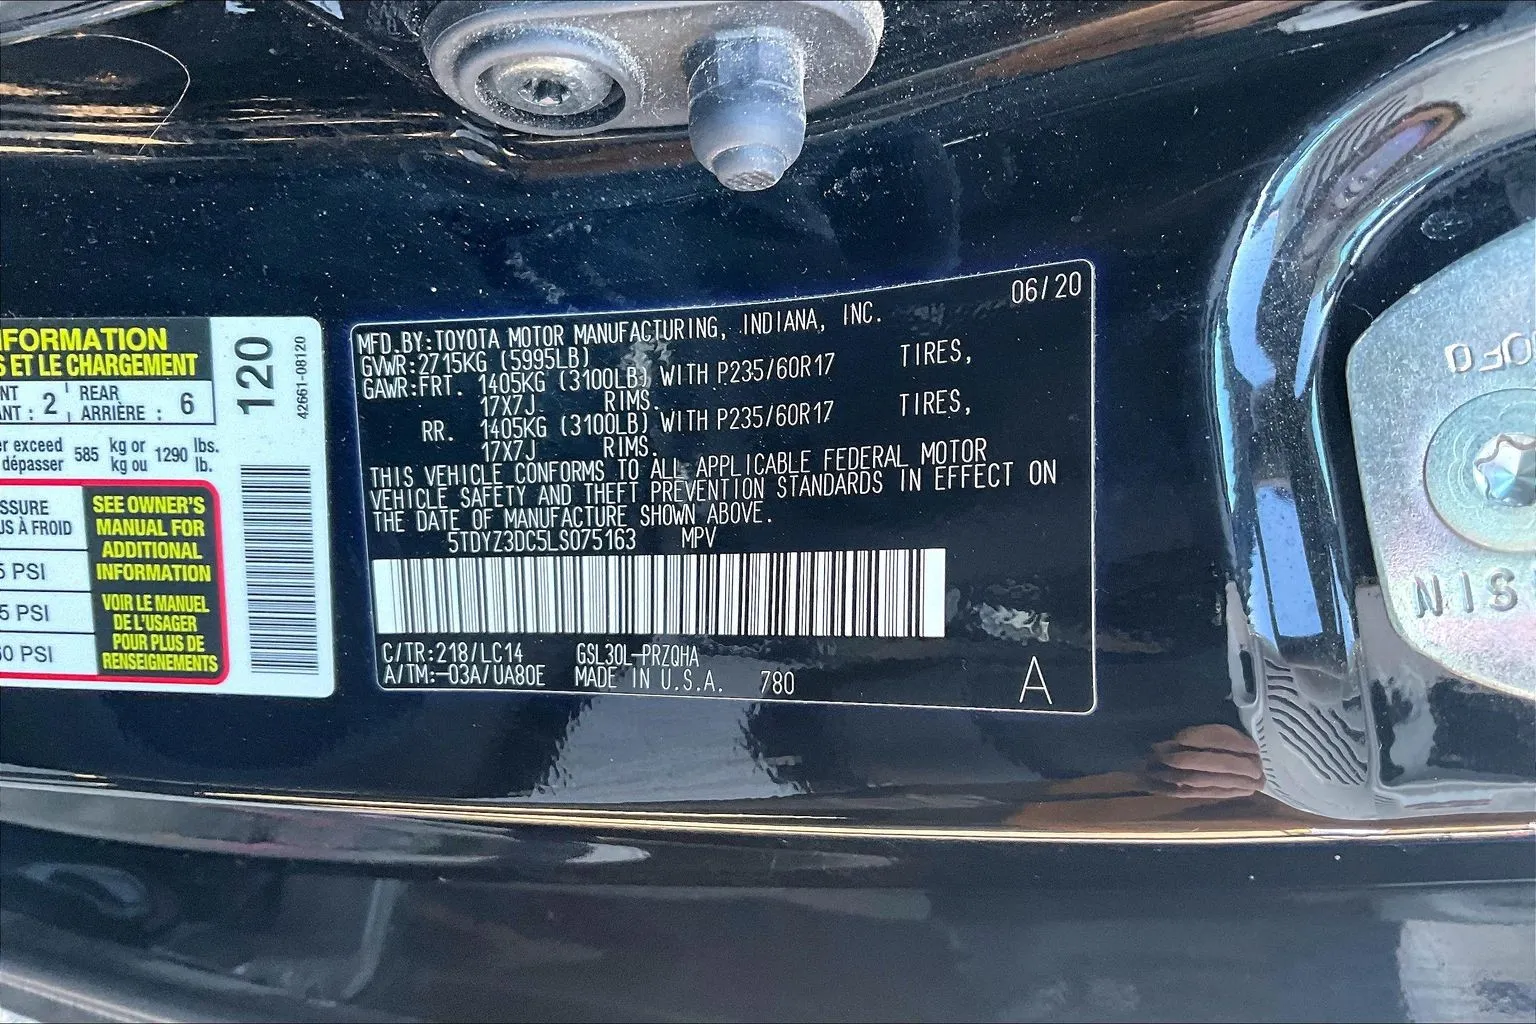 NFORMATION
S ET LE CHARGEMENT
NT : 2 REAR
ANT ARRIÈRE : 6
er exceed 585 kg or 1290 lbs.
dépasser kg ou lb.
SSURE
US À FROID
5 PSI
5 PSI
60 PSI
SEE OWNER'S
MANUAL FOR
ADDITIONAL
INFORMATION
VOIR LE MANUEL
DE L'USAGER
POUR PLUS DE
RENSEIGNEMENTS
120
42661-08120
06/20
MFD.BY:TOYOTA MOTOR MANUFACTURING, INDIANA, INC.
GVWR:2715KG (5995LB)
GAWR:FRT. 1405KG (3100LB) WITH P235/60R17 TIRES,
17X7J RIMS.
RR. 1405KG (3100LB) WITH P235/60R17 TIRES,
17X7J RIMS.
THIS VEHICLE CONFORMS TO ALL APPLICABLE FEDERAL MOTOR
VEHICLE SAFETY AND THEFT PREVENTION STANDARDS IN EFFECT ON
THE DATE OF MANUFACTURE SHOWN ABOVE.
5TDYZ3DC5LS075163 MPV
C/TR:218/LC14 GSL30L-PRZQHA
A/TM:-03A/UA80E MADE IN U.S.A. 780
A
NIS